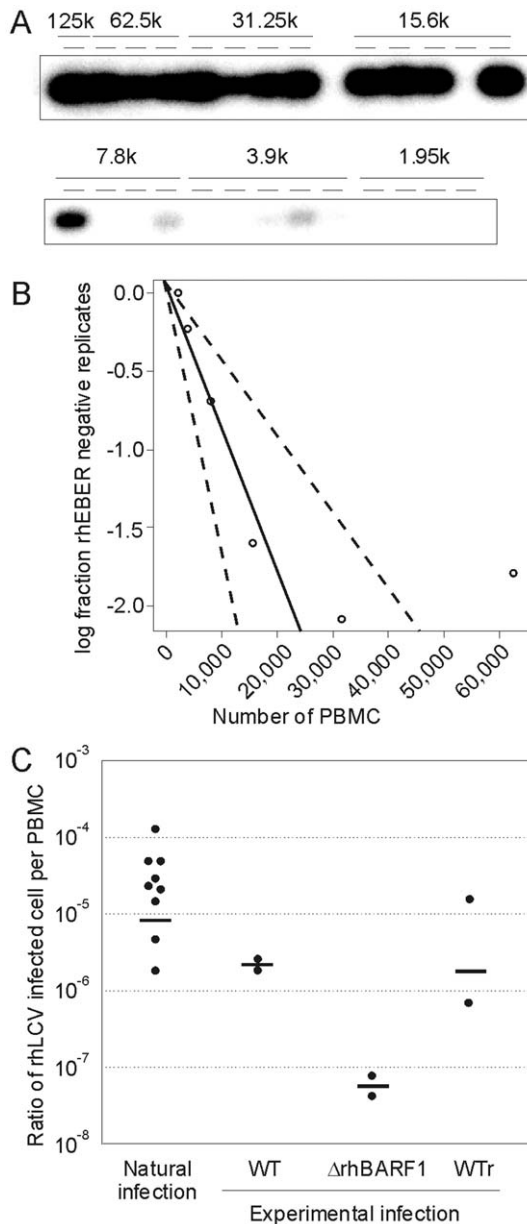 A
125k 62.5k 31.25k 15.6k
7.8k 3.9k 1.95k
B
log fraction rhEBER negative replicates
0.0
-0.5
-1.0
-1.5
-2.0
0 10,000 20,000 30,000 40,000 50,000 60,000
Number of PBMC
C
Ratio of rhLCV infected cell per PBMC
10-3
10-4
10-5
10-6
10-7
10-8
Natural infection WT ΔrhBARF1 WTr
Experimental infection